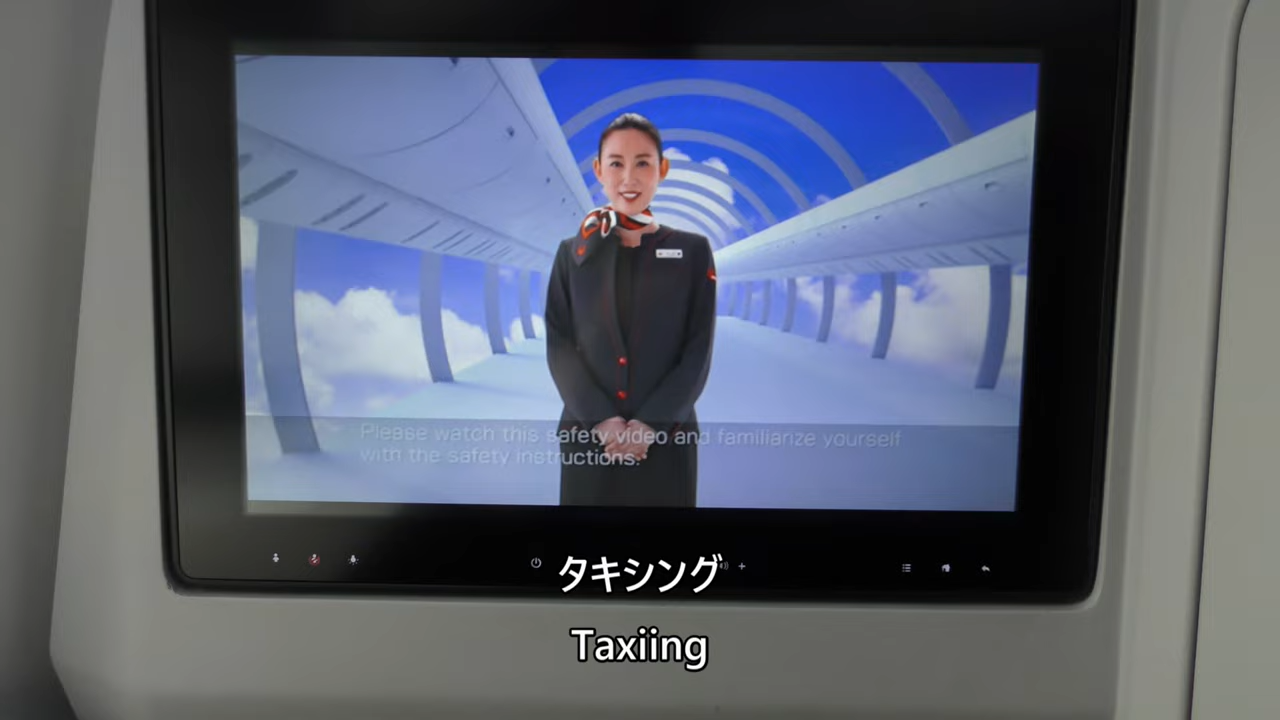 Please watch this safety video and familiarize yourself
with the safety instructions.
タキシング
Taxiing